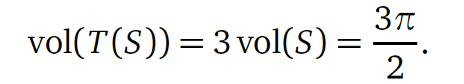 vol(T(S)) = 3 vol(S) = 3π/2.